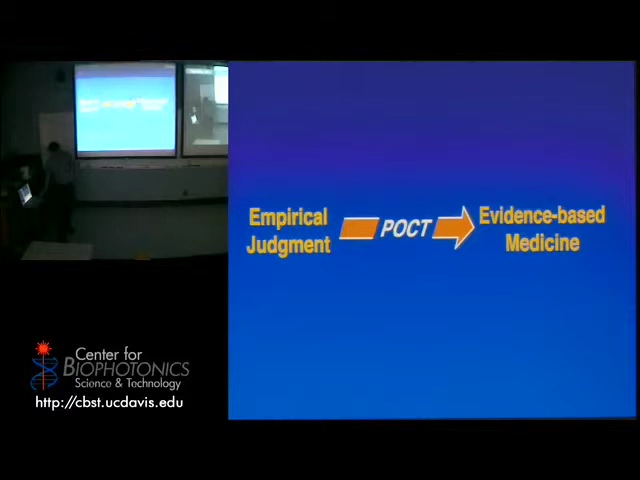 Empirical
Judgment
POCT
Evidence-based
Medicine
Center for
BIOPHOTONICS
Science & Technology
http://cbst.ucdavis.edu